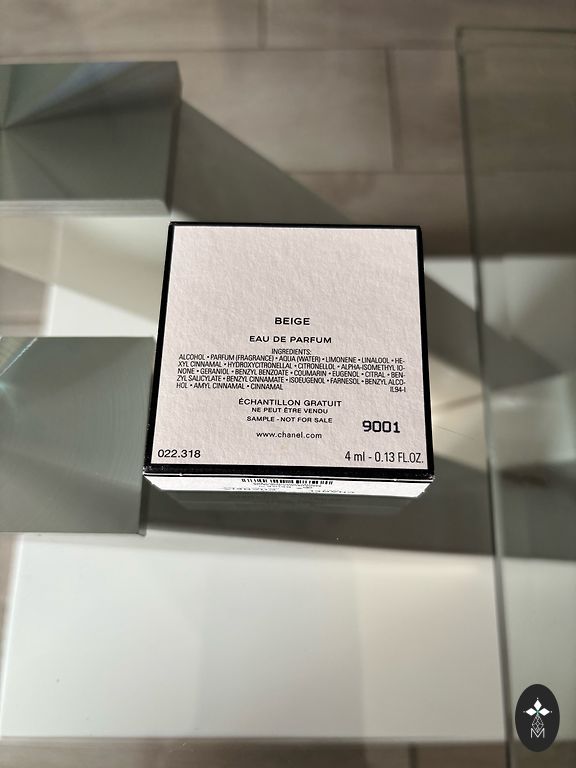 BEIGE
EAU DE PARFUM
INGREDIENTS:
ALCOHOL • PARFUM (FRAGRANCE) • AQUA (WATER) • LIMONENE • LINALOOL • HE-
XYL CINNAMAL • HYDROXYCITRONELLAL • CITRONELLOL • ALPHA-ISOMETHYL IO-
NONE • GERANIOL • BENZYL BENZOATE • COUMARIN • EUGENOL • CITRAL • BEN-
ZYL SALICYLATE • BENZYL CINNAMATE • ISOEUGENOL • FARNESOL • BENZYL ALCO-
HOL • AMYL CINNAMAL • CINNAMAL IL94-1
ÉCHANTILLON GRATUIT
NE PEUT ÊTRE VENDU
SAMPLE - NOT FOR SALE
9001
www.chanel.com
022.318 4 ml - 0.13 FL.OZ.